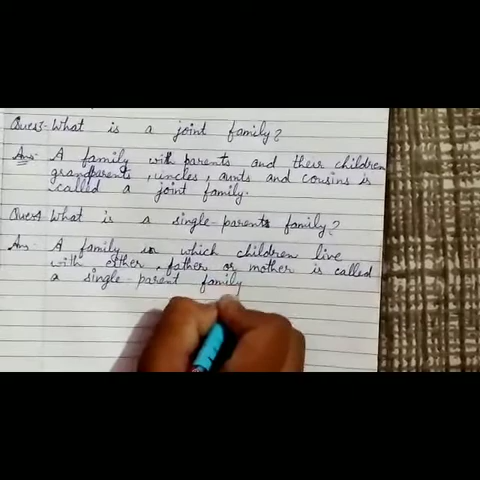 Ques3- What is a joint family?
Ans- A family with parents and their children
grandparents, uncles, aunts and cousins is
called a joint family.
Ques4 What is a single-parents family?
Ans- A family in which children live
with either, father or mother is called
a single-parent family